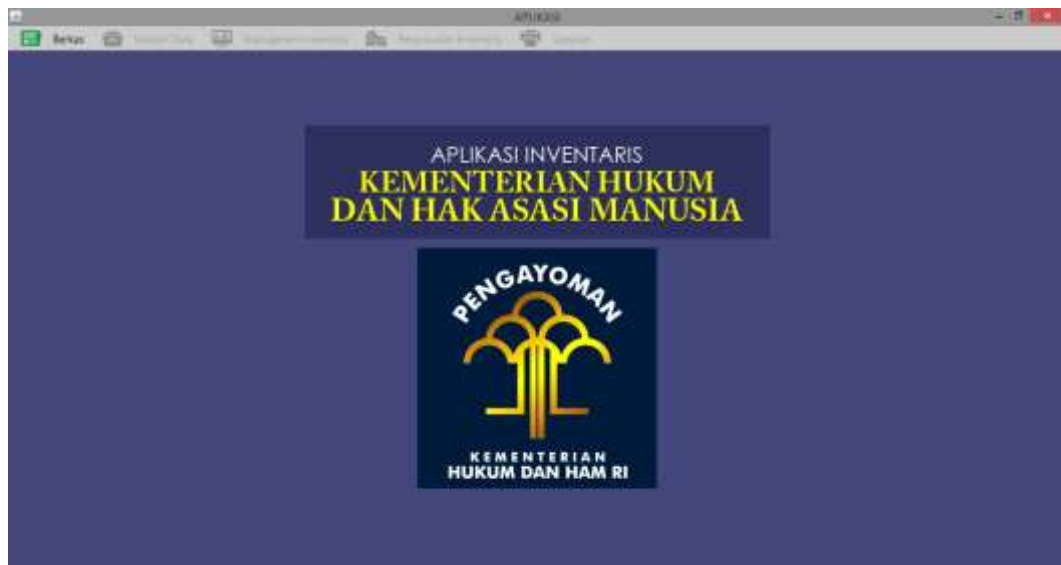 APLIKASI
Berkas
APLIKASI INVENTARIS
KEMENTERIAN HUKUM
DAN HAK ASASI MANUSIA
PENGAYOMAN
KEMENTERIAN
HUKUM DAN HAM RI